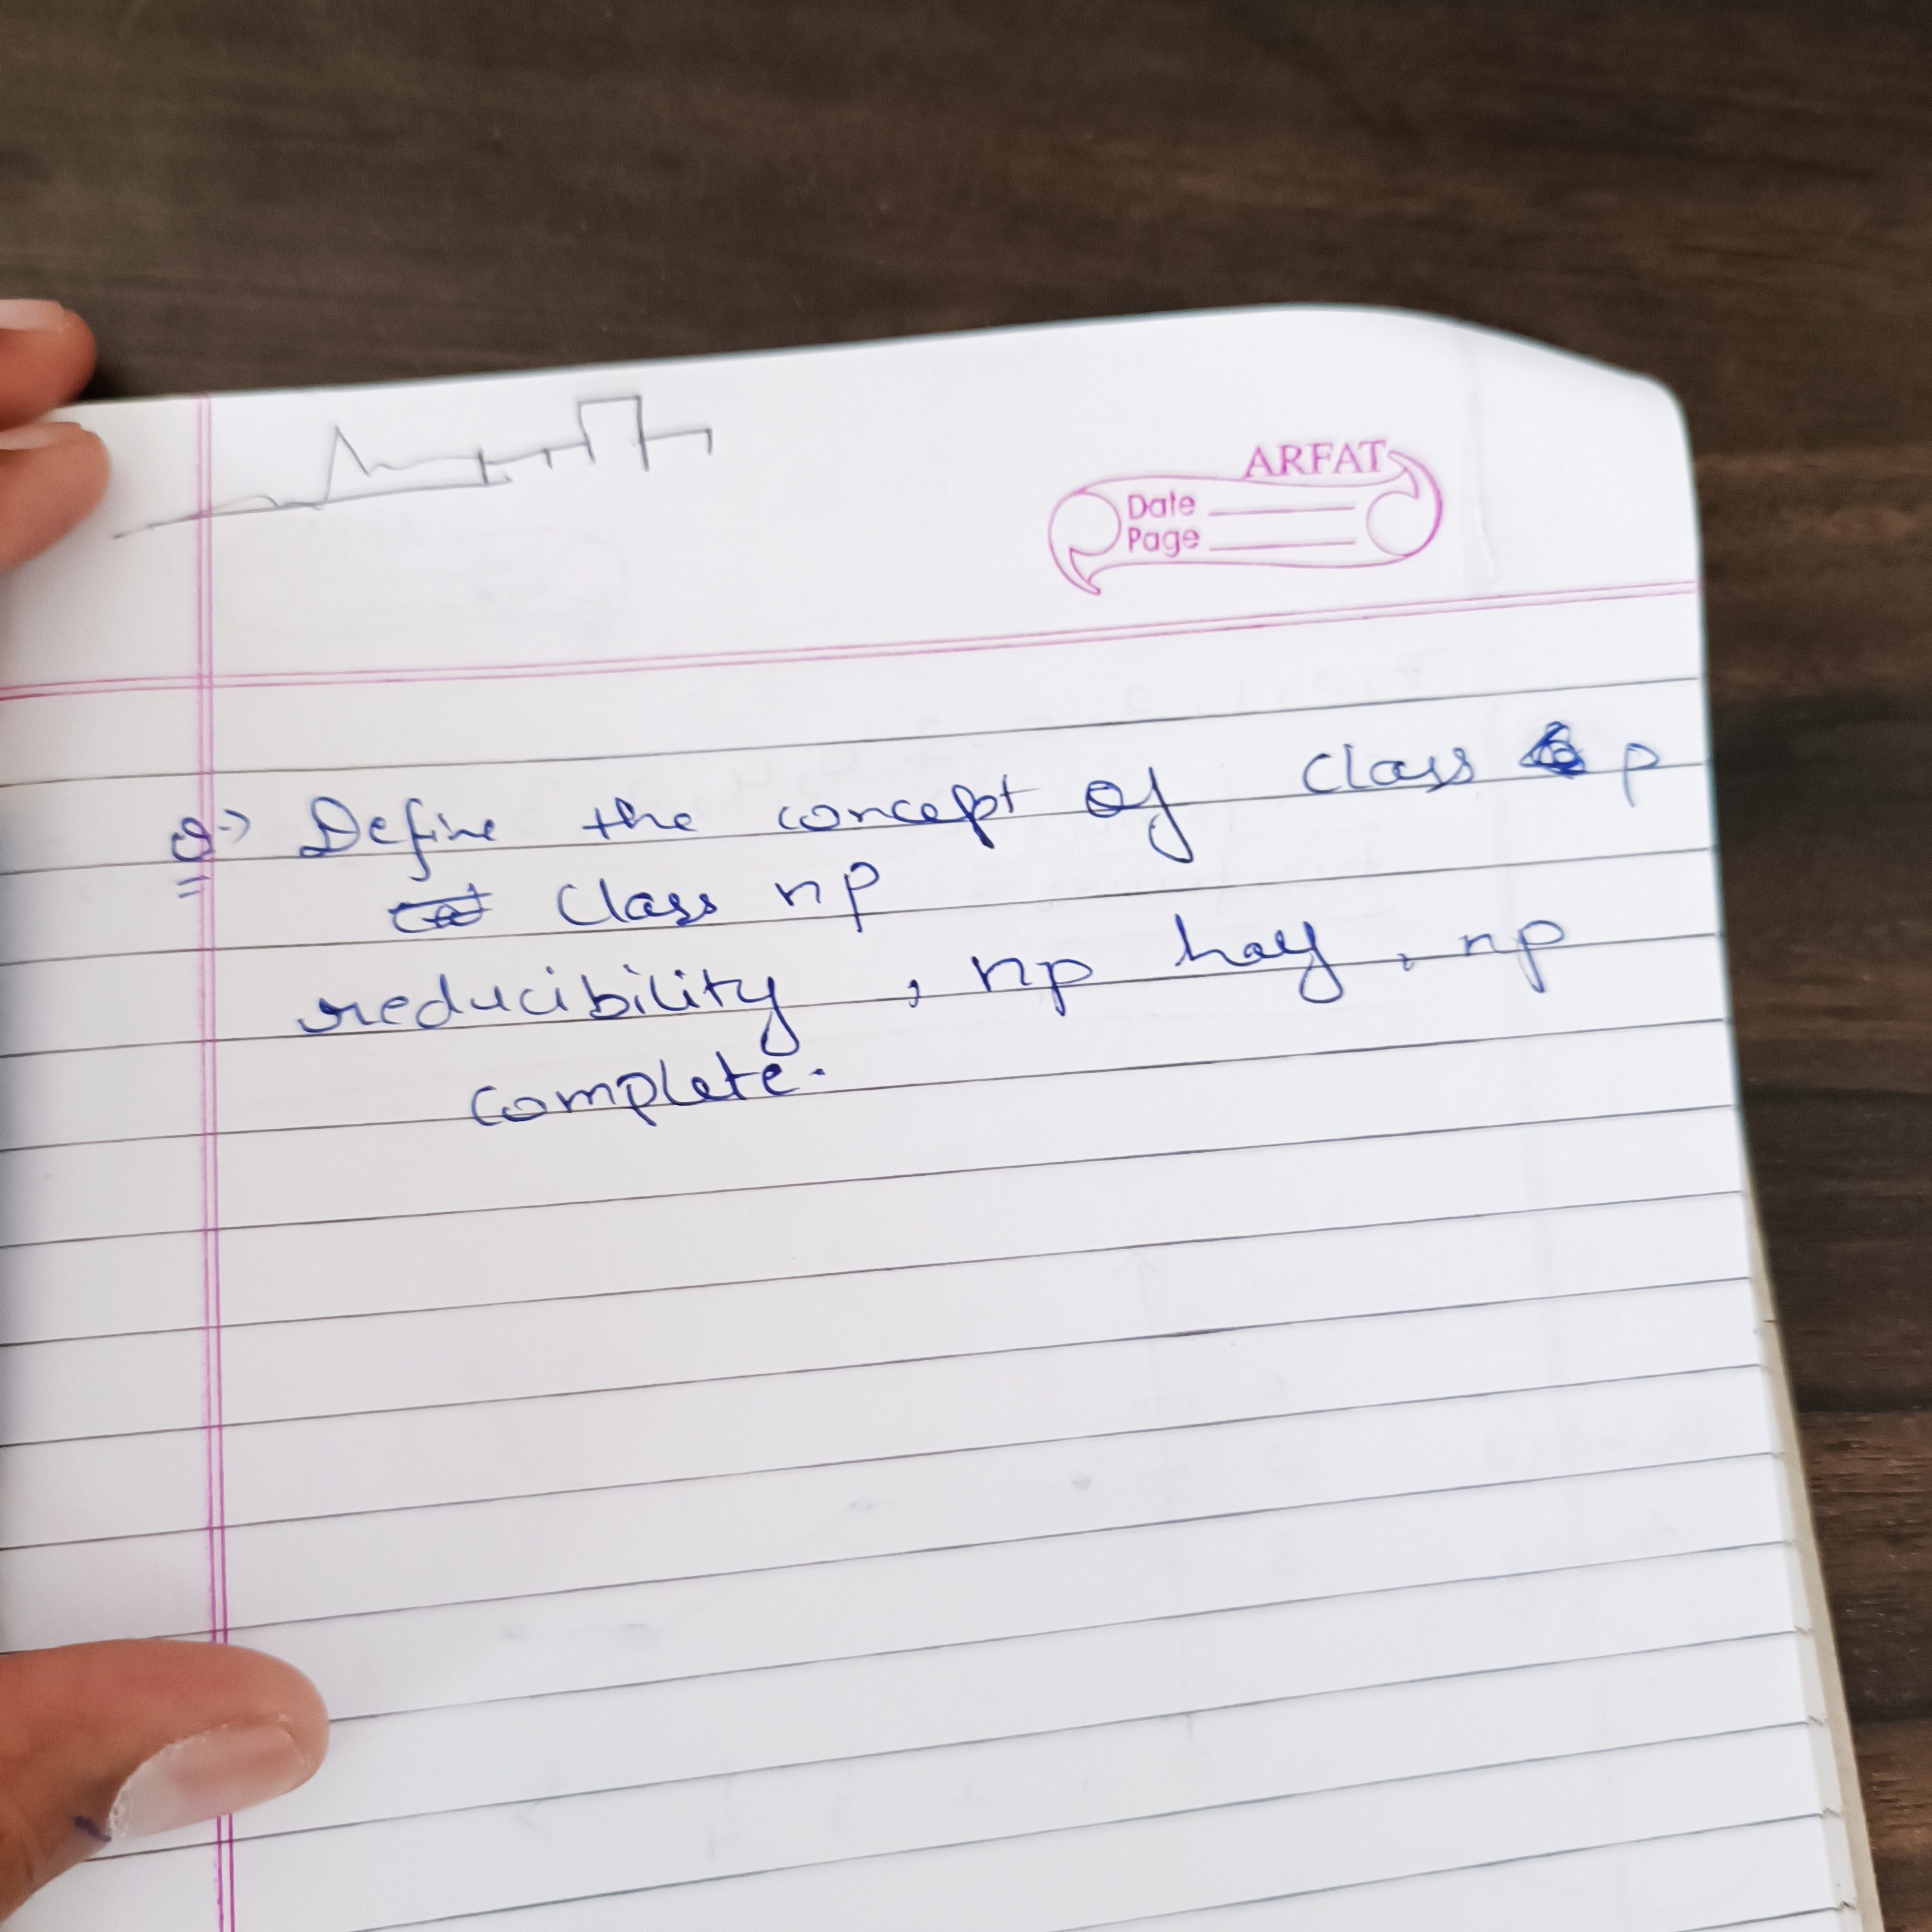 ARFAT
Date
Page
Q→ Define the concept of class p
class np
reducibility, np hay, np
complete.